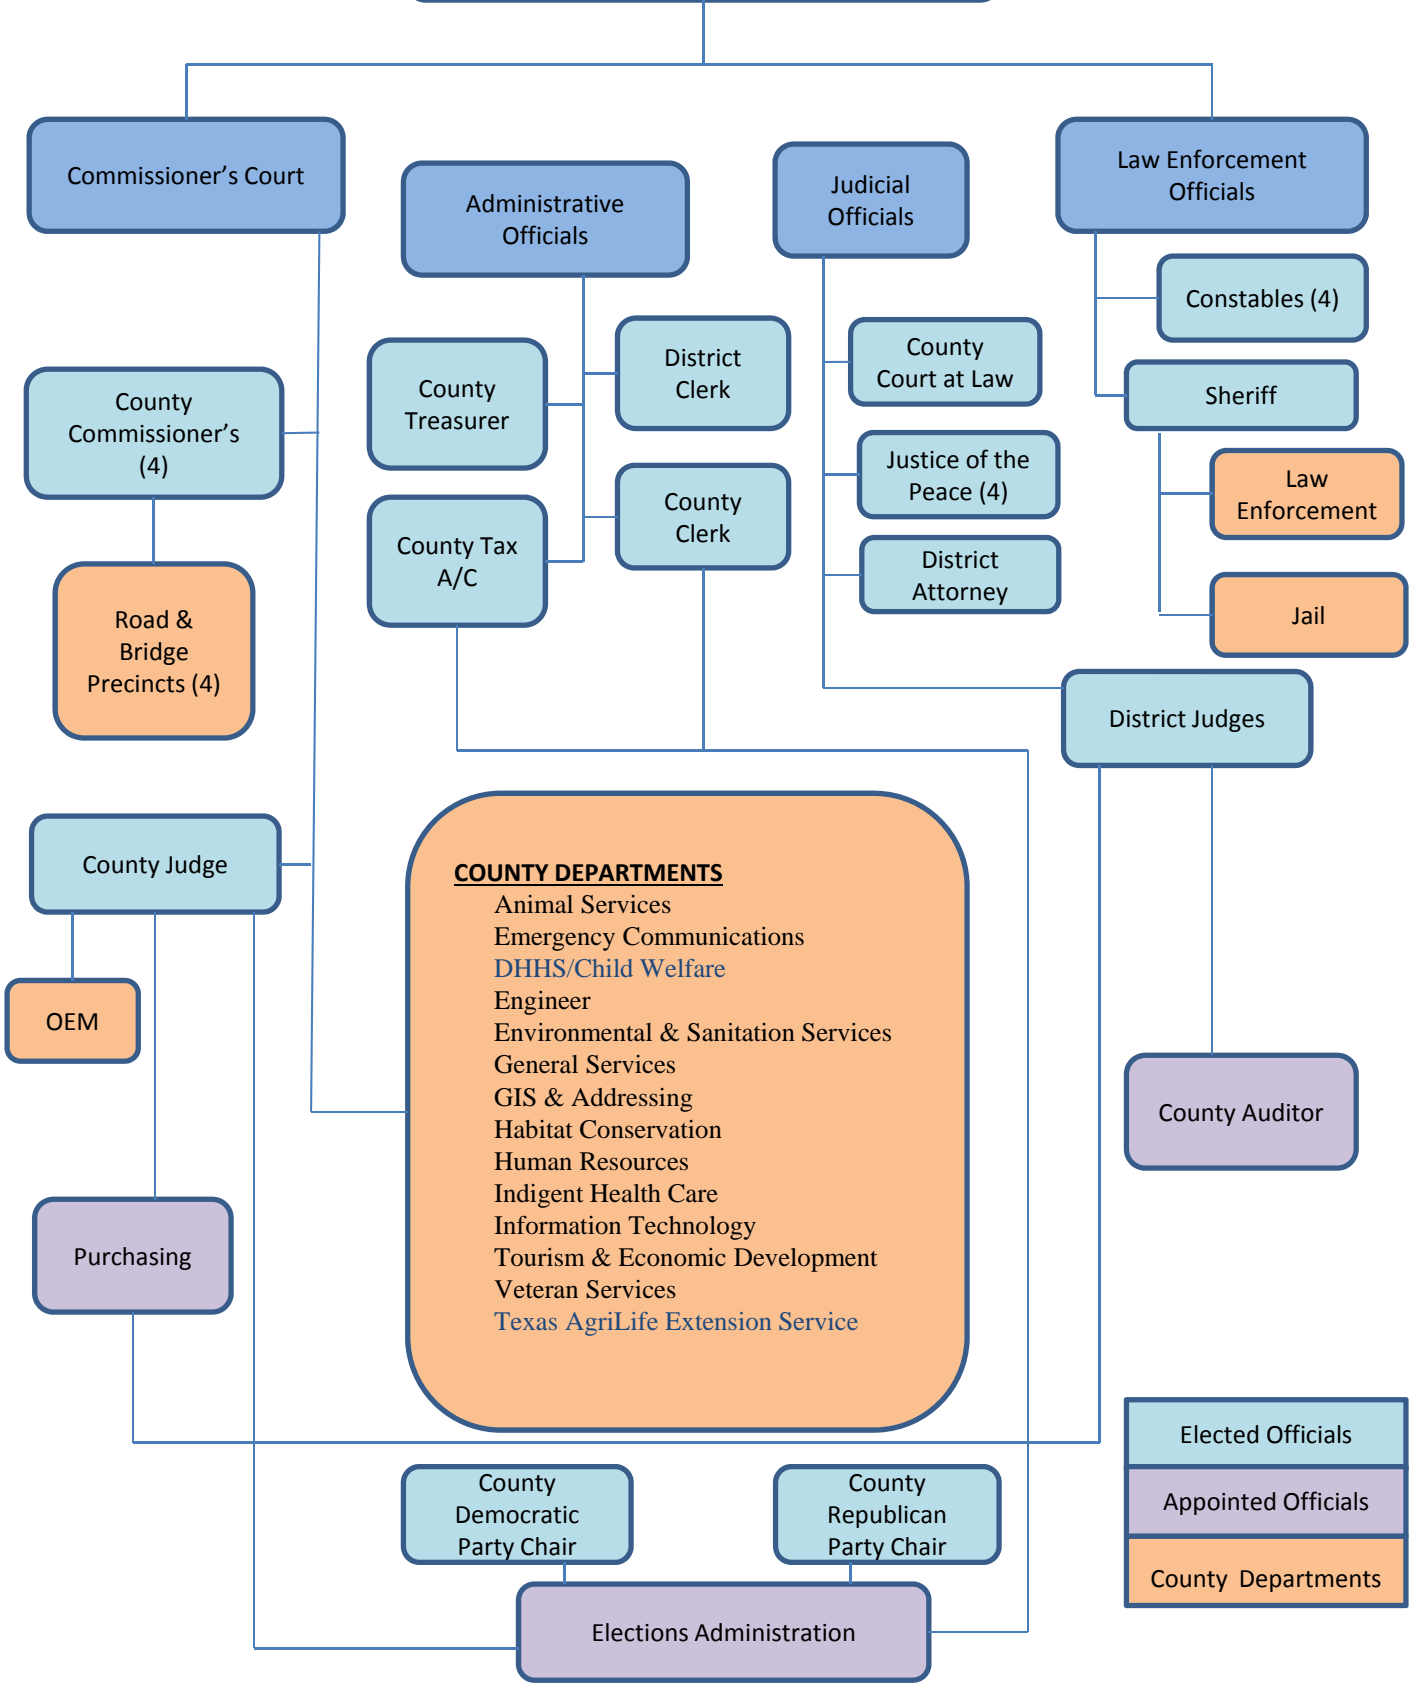 Commissioner's Court
Administrative
Officials
Judicial
Officials
Law Enforcement
Officials
Constables (4)
Sheriff
Law
Enforcement
Jail
County
Commissioner's
(4)
Road &
Bridge
Precincts (4)
County
Treasurer
District
Clerk
County Tax
A/C
County
Clerk
County
Court at Law
Justice of the
Peace (4)
District
Attorney
District Judges
County Judge
OEM
Purchasing
COUNTY DEPARTMENTS
Animal Services
Emergency Communications
DHHS/Child Welfare
Engineer
Environmental & Sanitation Services
General Services
GIS & Addressing
Habitat Conservation
Human Resources
Indigent Health Care
Information Technology
Tourism & Economic Development
Veteran Services
Texas AgriLife Extension Service
County Auditor
County
Democratic
Party Chair
County
Republican
Party Chair
Elections Administration
Elected Officials
Appointed Officials
County Departments